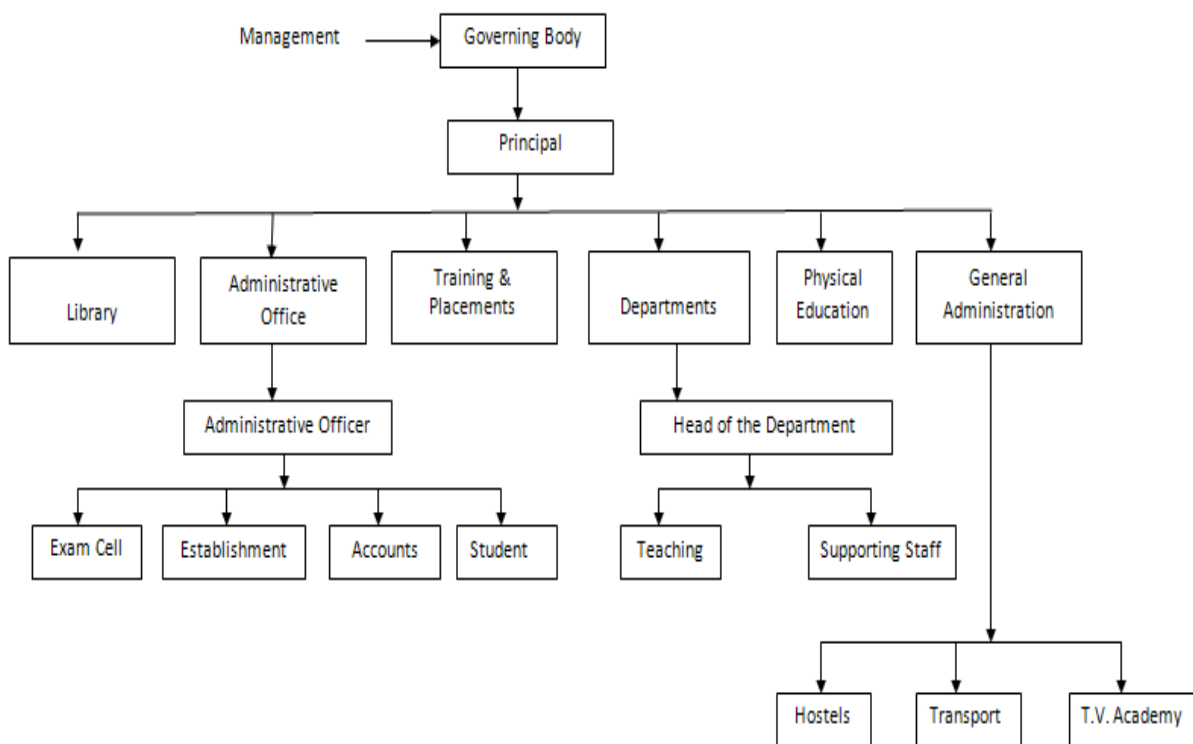 Management
Governing Body
Principal
Library
Administrative
Office
Training &
Placements
Departments
Physical
Education
General
Administration
Administrative Officer
Head of the Department
Exam Cell
Establishment
Accounts
Student
Teaching
Supporting Staff
Hostels
Transport
T.V. Academy